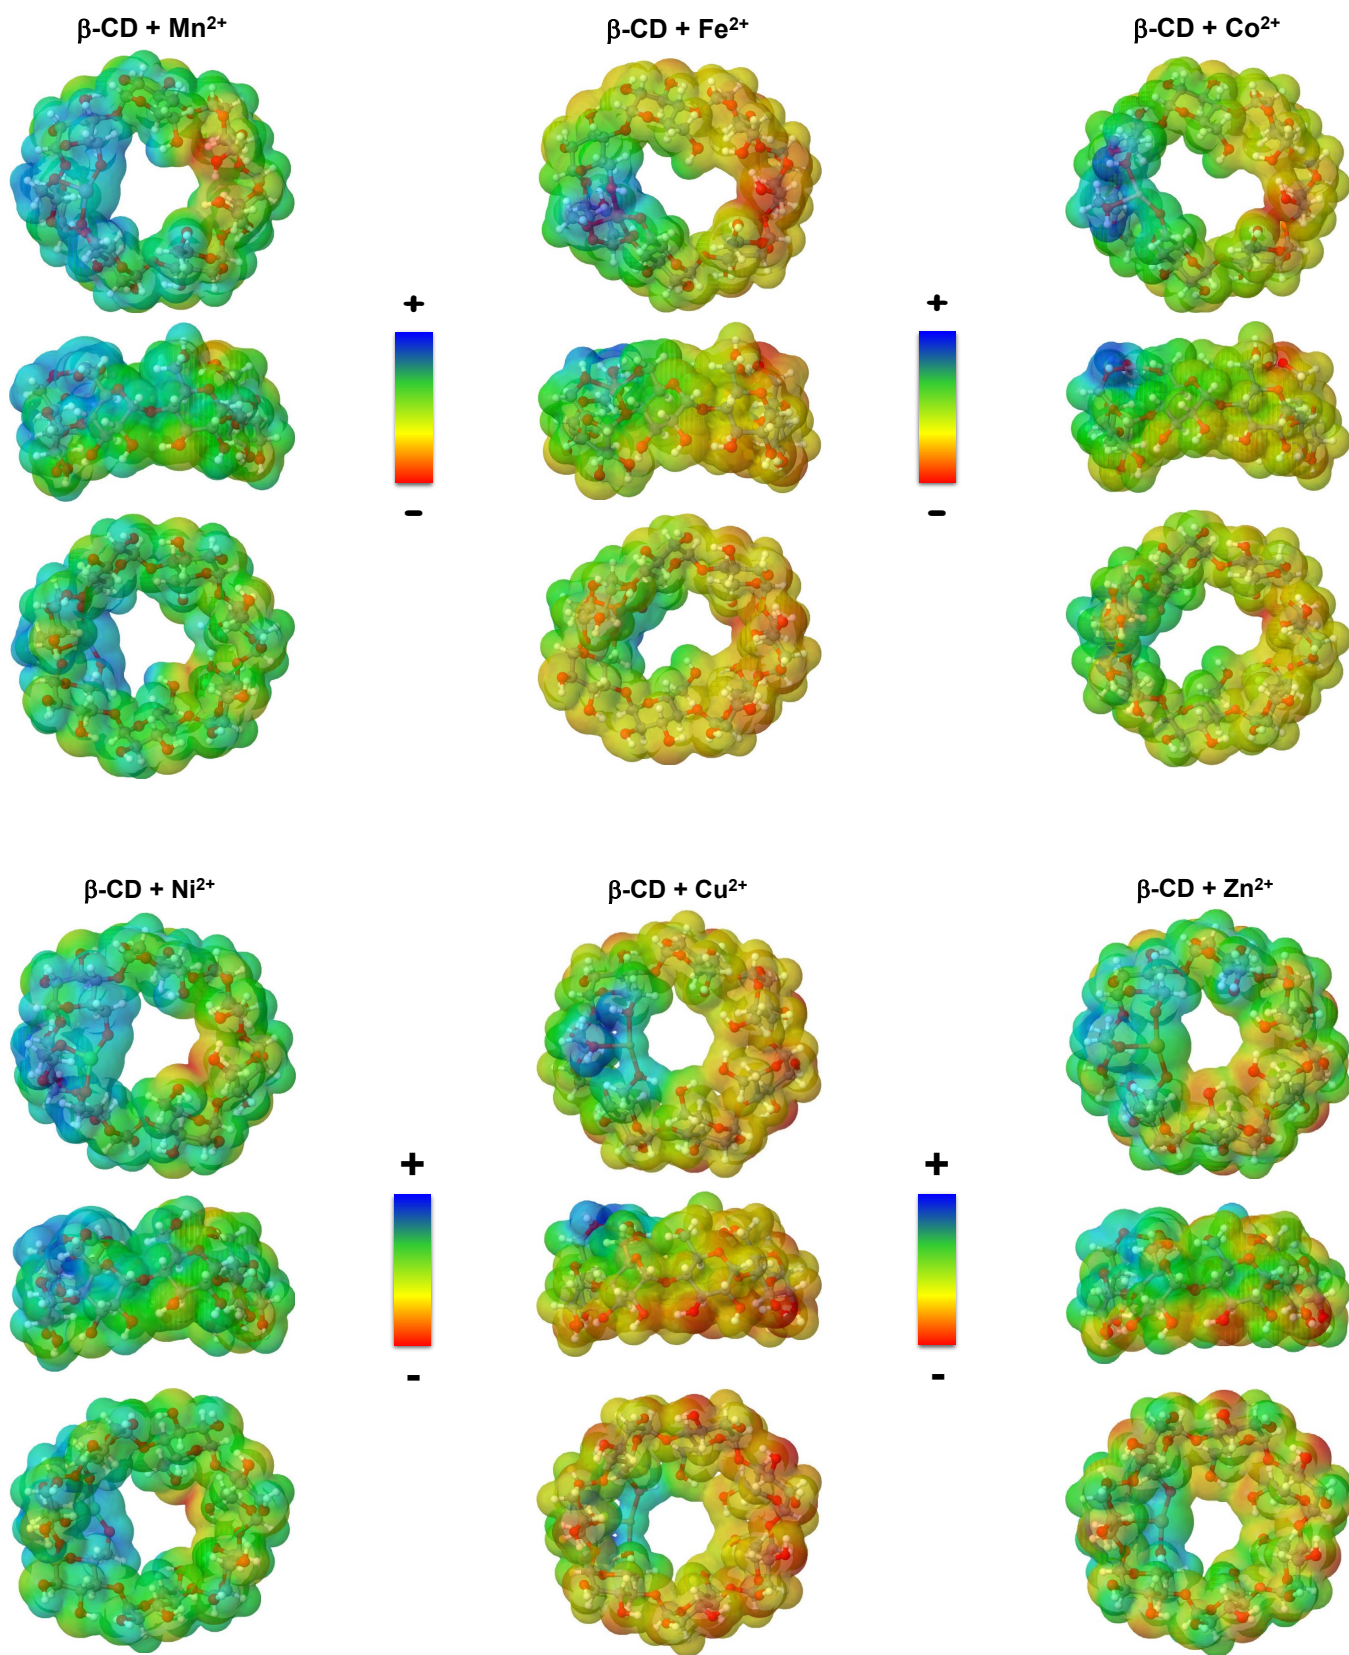 β-CD + Mn²⁺
β-CD + Fe²⁺
β-CD + Co²⁺
+
+
−
−
β-CD + Ni²⁺
β-CD + Cu²⁺
β-CD + Zn²⁺
+
+
-
-